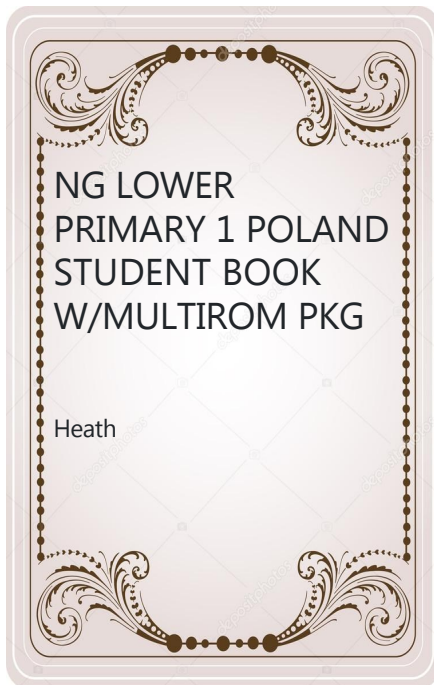 NG LOWER
PRIMARY 1 POLAND
STUDENT BOOK
W/MULTIROM PKG
Heath